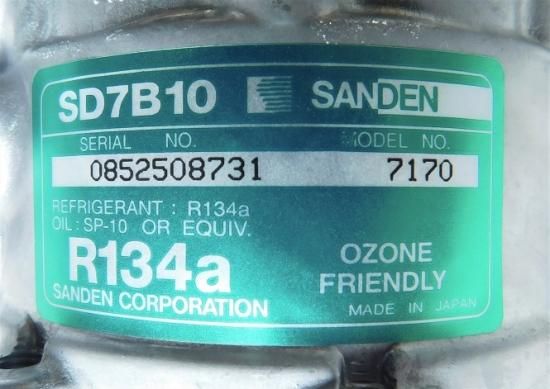 SD7B10 SANDEN
SERIAL NO. MODEL NO.
0852508731 7170
REFRIGERANT : R134a
OIL : SP-10 OR EQUIV.
R134a OZONE
FRIENDLY
SANDEN CORPORATION MADE IN JAPAN